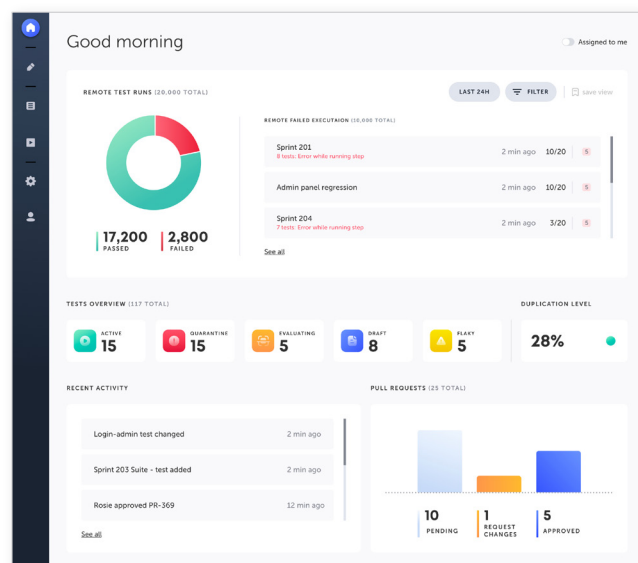 Good morning
Assigned to me
REMOTE TEST RUNS (20.000 TOTAL)
LAST 24H
FILTER
save view
REMOTE FAILED EXECUTAION (10,000 TOTAL)
Sprint 201
8 tests: Error while running step
2 min ago 10/20 5
Admin panel regression
2 min ago 10/20 5
Sprint 204
7 tests: Error while running step
2 min ago 3/20 5
See all
17,200
PASSED
2,800
FAILED
TESTS OVERVIEW (117 TOTAL)
DUPLICATION LEVEL
ACTIVE
15
QUARANTINE
15
EVALUATING
5
DRAFT
8
FLAKY
5
28%
RECENT ACTIVITY
Login-admin test changed 2 min ago
Sprint 203 Suite - test added 2 min ago
Rosie approved PR-369 12 min ago
See all
PULL REQUESTS (25 TOTAL)
10
PENDING
1
REQUEST
CHANGES
5
APPROVED